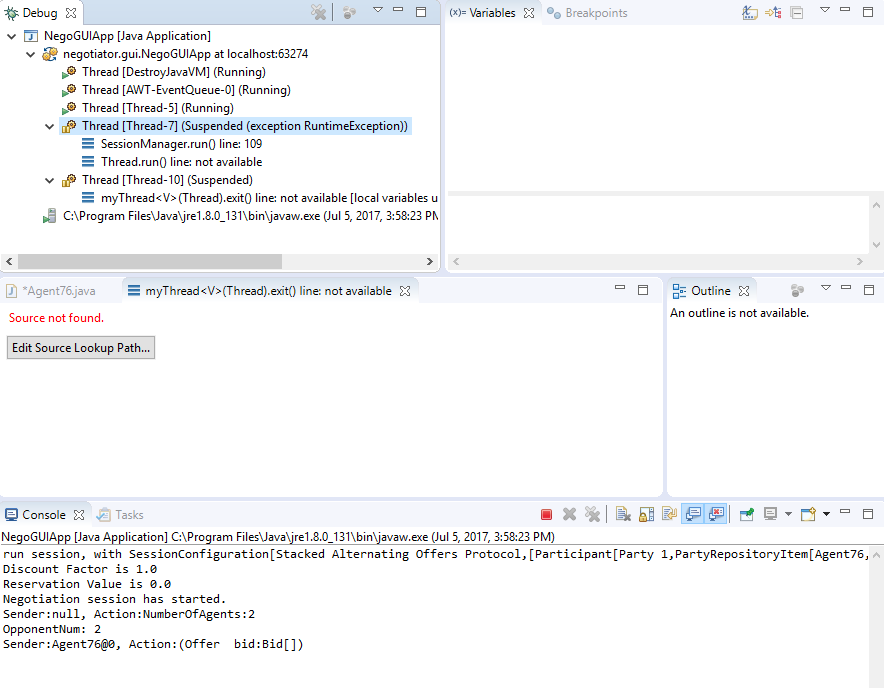 Debug
NegoGUIApp [Java Application]
negotiator.gui.NegoGUIApp at localhost:63274
Thread [DestroyJavaVM] (Running)
Thread [AWT-EventQueue-0] (Running)
Thread [Thread-5] (Running)
Thread [Thread-7] (Suspended (exception RuntimeException))
SessionManager.run() line: 109
Thread.run() line: not available
Thread [Thread-10] (Suspended)
myThread<V>(Thread).exit() line: not available [local variables u
C:\Program Files\Java\jre1.8.0_131\bin\javaw.exe (Jul 5, 2017, 3:58:23 PM
(x)= Variables Breakpoints
*Agent76.java myThread<V>(Thread).exit() line: not available
Source not found.
Edit Source Lookup Path...
Outline
An outline is not available.
Console Tasks
NegoGUIApp [Java Application] C:\Program Files\Java\jre1.8.0_131\bin\javaw.exe (Jul 5, 2017, 3:58:23 PM)
run session, with SessionConfiguration[Stacked Alternating Offers Protocol,[Participant[Party 1,PartyRepositoryItem[Agent76,
Discount Factor is 1.0
Reservation Value is 0.0
Negotiation session has started.
Sender:null, Action:NumberOfAgents:2
OpponentNum: 2
Sender:Agent76@0, Action:(Offer  bid:Bid[])